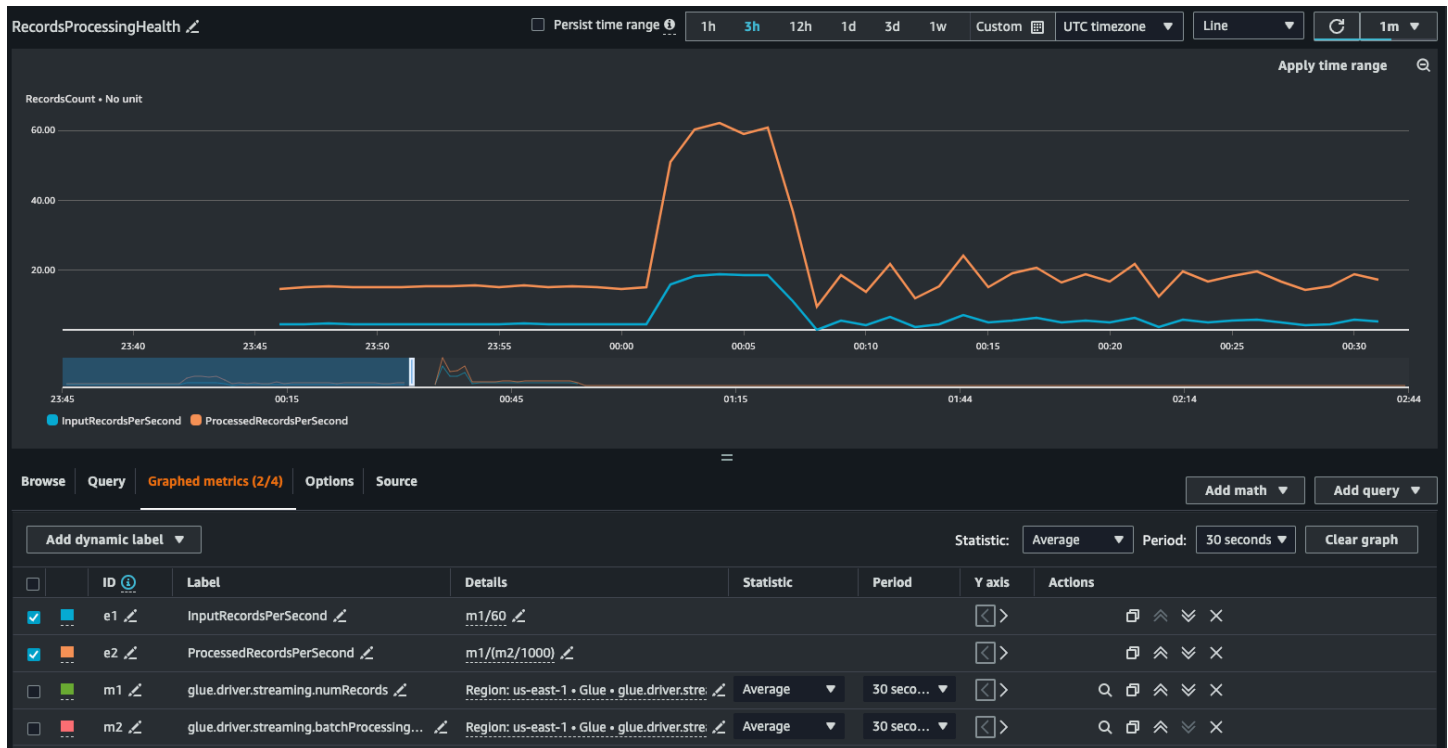 RecordsProcessingHealth
Persist time range 1h 3h 12h 1d 3d 1w Custom UTC timezone Line 1m
Apply time range
RecordsCount • No unit
60.00
40.00
20.00
23:40 23:45 23:50 23:55 00:00 00:05 00:10 00:15 00:20 00:25 00:30
23:45 00:15 00:45 01:15 01:44 02:14 02:44
InputRecordsPerSecond ProcessedRecordsPerSecond
Browse Query Graphed metrics (2/4) Options Source
Add math Add query
Add dynamic label Statistic: Average Period: 30 seconds Clear graph
ID Label Details Statistic Period Y axis Actions
e1 InputRecordsPerSecond m1/60
e2 ProcessedRecordsPerSecond m1/(m2/1000)
m1 glue.driver.streaming.numRecords Region: us-east-1 • Glue • glue.driver.stre Average 30 seco...
m2 glue.driver.streaming.batchProcessing... Region: us-east-1 • Glue • glue.driver.stre Average 30 seco...